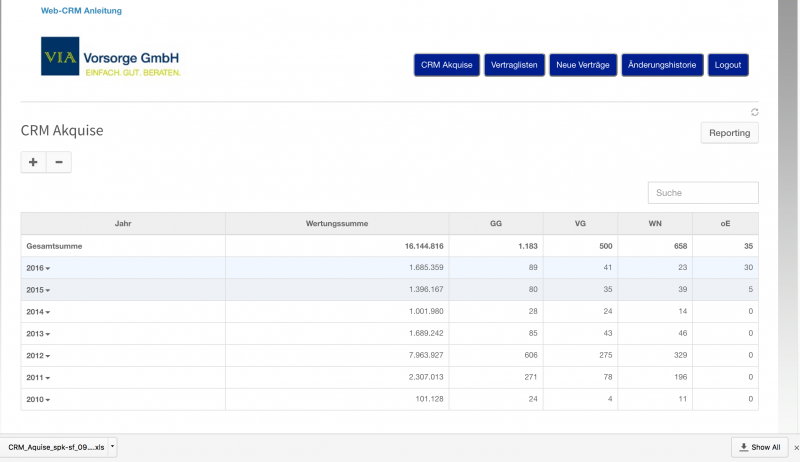 Web-CRM Anleitung
VIA Vorsorge GmbH
EINFACH. GUT. BERATEN.
CRM Akquise Vertraglisten Neue Verträge Änderungshistorie Logout
CRM Akquise
Reporting
+ −
Suche
Jahr Wertungssumme GG VG WN oE
Gesamtsumme 16.144.816 1.183 500 658 35
2016 1.685.359 89 41 23 30
2015 1.396.167 80 35 39 5
2014 1.001.980 28 24 14 0
2013 1.689.242 85 43 46 0
2012 7.963.927 606 275 329 0
2011 2.307.013 271 78 196 0
2010 101.128 24 4 11 0
CRM_Aquise_spk-sf_09....xls Show All ×